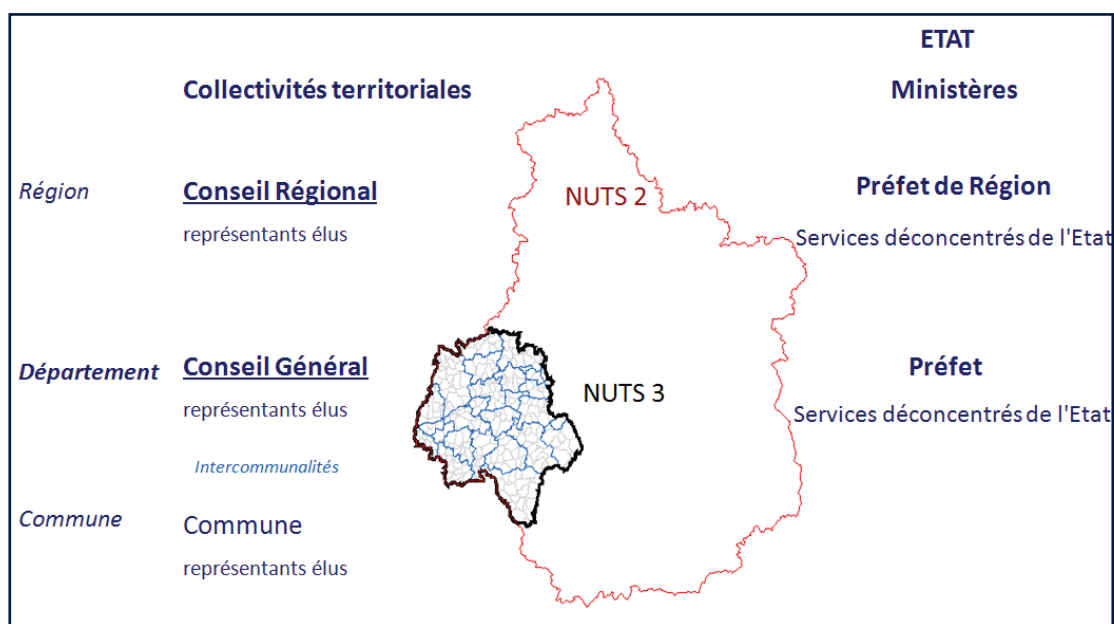 ETAT
Collectivités territoriales
Ministères
Région
Conseil Régional
NUTS 2
Préfet de Région
représentants élus
Services déconcentrés de l'Etat
Département
Conseil Général
NUTS 3
Préfet
représentants élus
Services déconcentrés de l'Etat
Intercommunalités
Commune
Commune
représentants élus